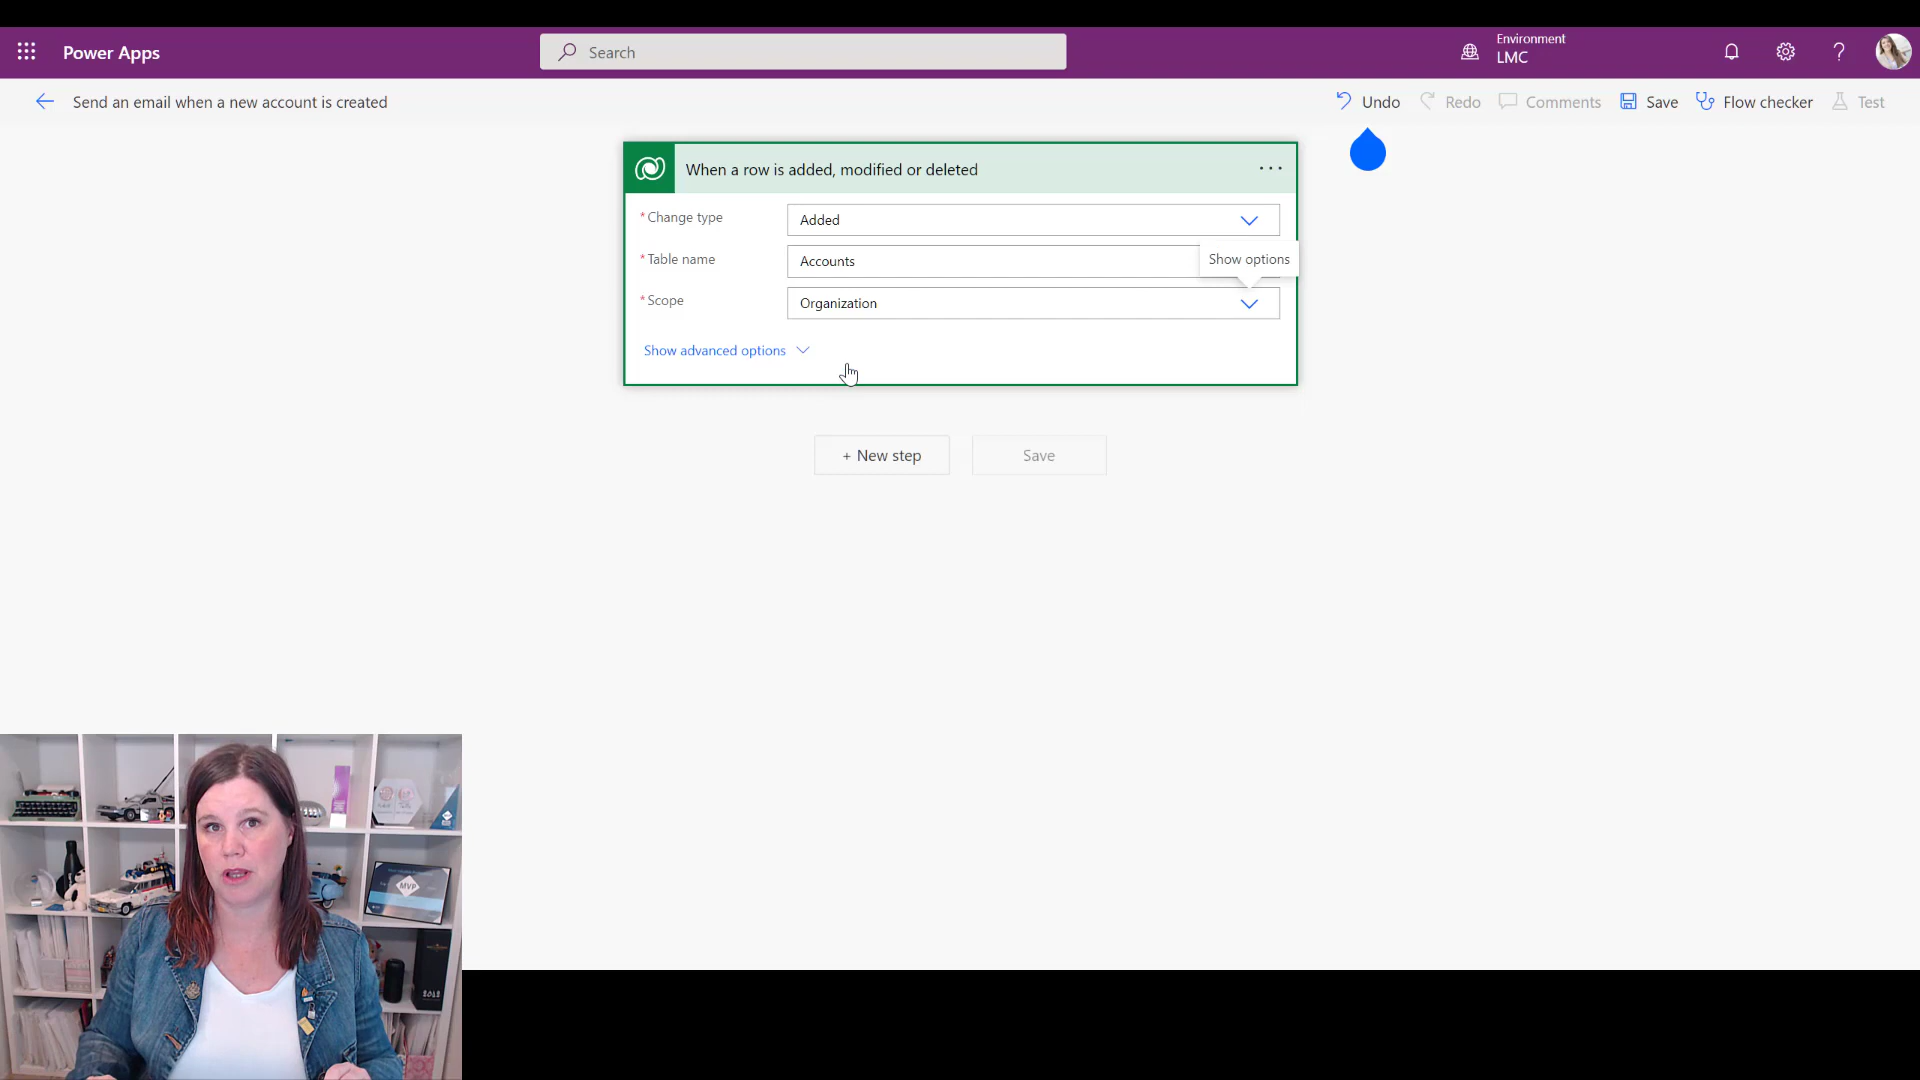 Power Apps
Search
Environment
LMC
Send an email when a new account is created
Undo
Redo
Comments
Save
Flow checker
Test
When a row is added, modified or deleted
* Change type
Added
* Table name
Accounts
Show options
* Scope
Organization
Show advanced options
+ New step
Save
MVP